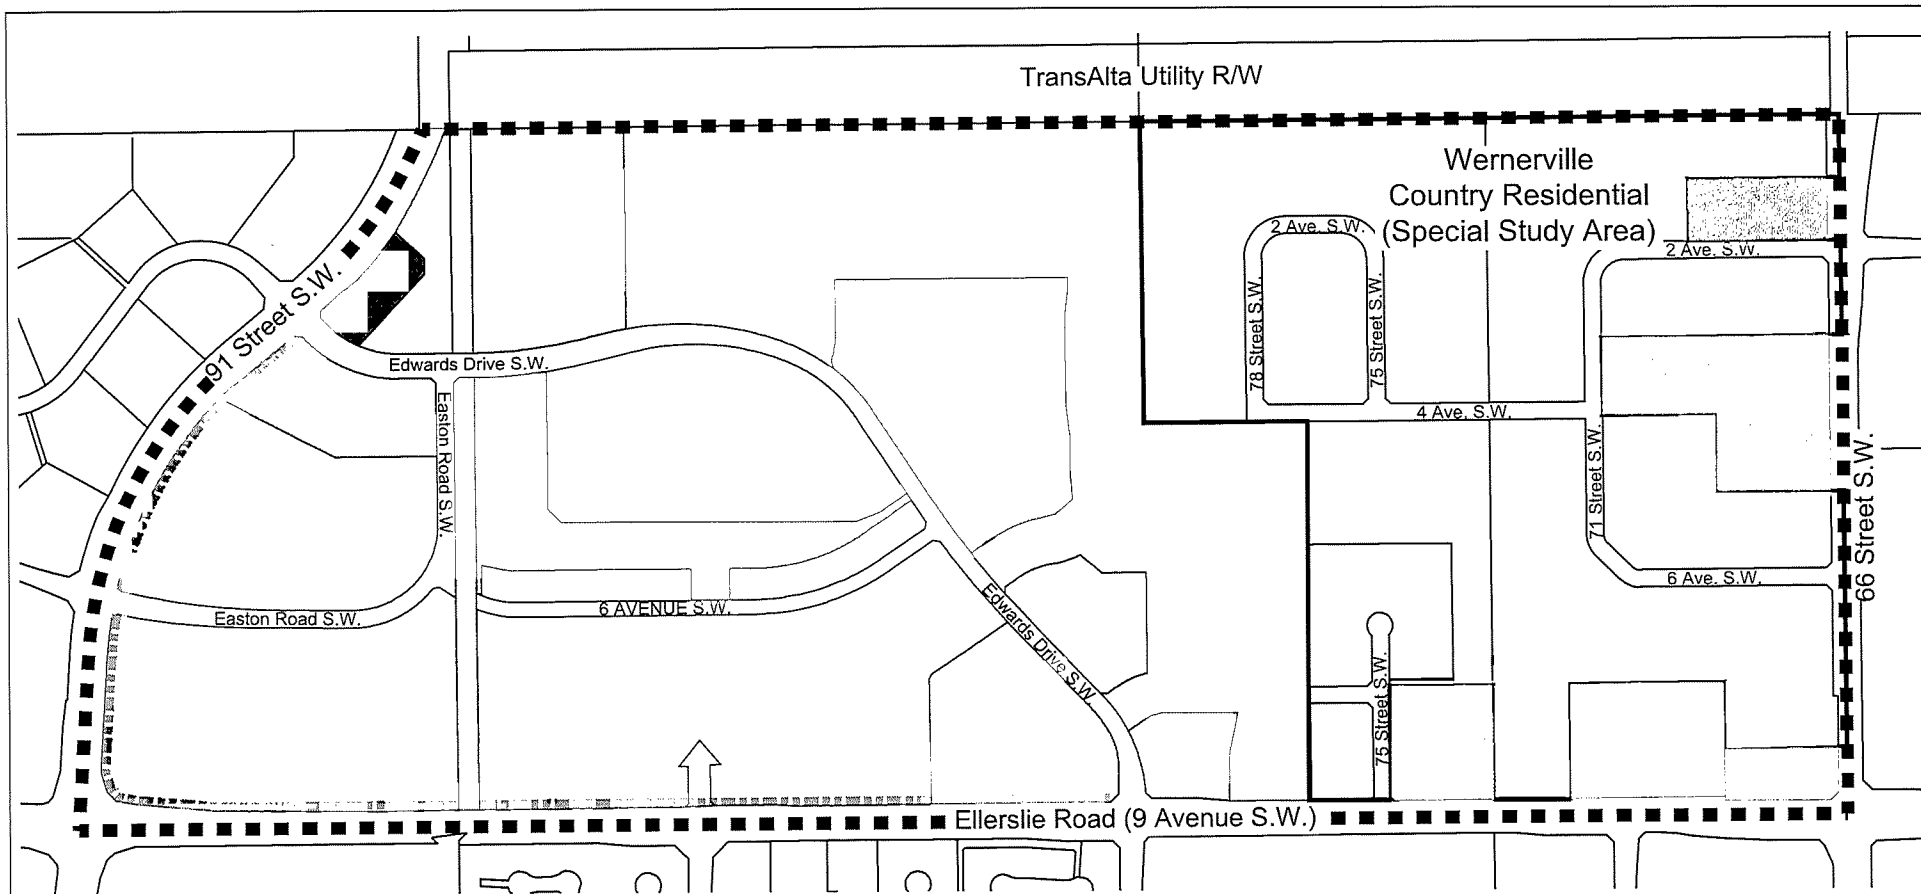 TransAlta Utility R/W
Wernerville
Country Residential
(Special Study Area)
2 Ave. S.W.
2 Ave. S.W.
91 Street S.W.
78 Street S.W.
75 Street S.W.
Edwards Drive S.W.
Easton Road S.W.
4 Ave. S.W.
71 Street S.W.
66 Street S.W.
6 Ave. S.W.
Easton Road S.W.
6 AVENUE S.W.
Edwards Drive S.W.
75 Street S.W.
Ellerslie Road (9 Avenue S.W.)